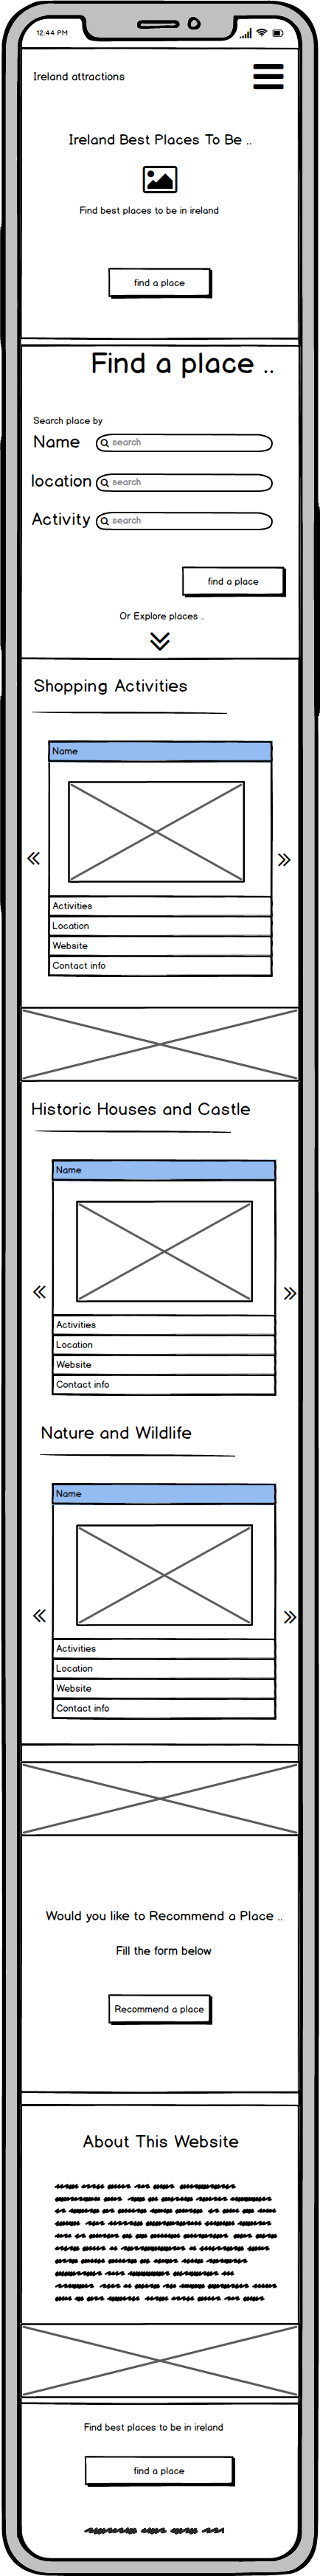 12:44 PM
Ireland attractions
Ireland Best Places To Be ..
Find best places to be in ireland
find a place
Find a place ..
Search place by
Name search
location search
Activity search
find a place
Or Explore places ..
Shopping Activities
Name
Activities
Location
Website
Contact info
Historic Houses and Castle
Name
Activities
Location
Website
Contact info
Nature and Wildlife
Name
Activities
Location
Website
Contact info
Would you like to Recommend a Place ..
Fill the form below
Recommend a place
About This Website
Find best places to be in ireland
find a place